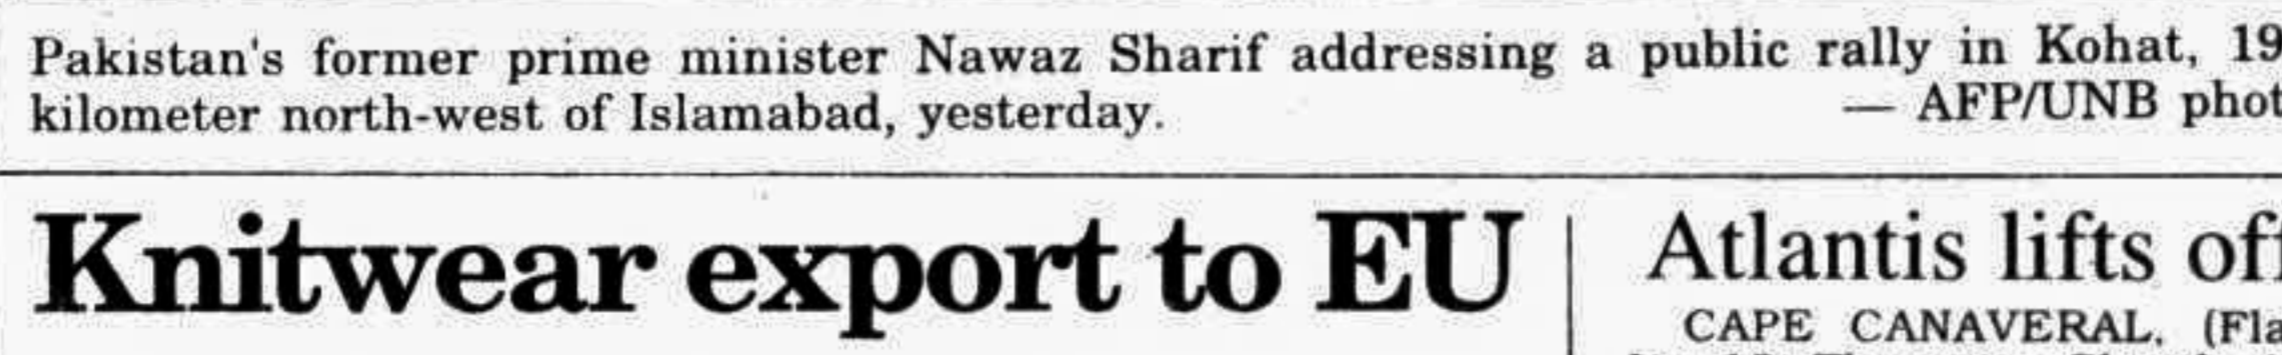 Pakistan's former prime minister Nawaz Sharif addressing a public rally in Kohat, 19
kilometer north-west of Islamabad, yesterday. — AFP/UNB phot
Knitwear export to EU
Atlantis lifts off
CAPE CANAVERAL, (Fla